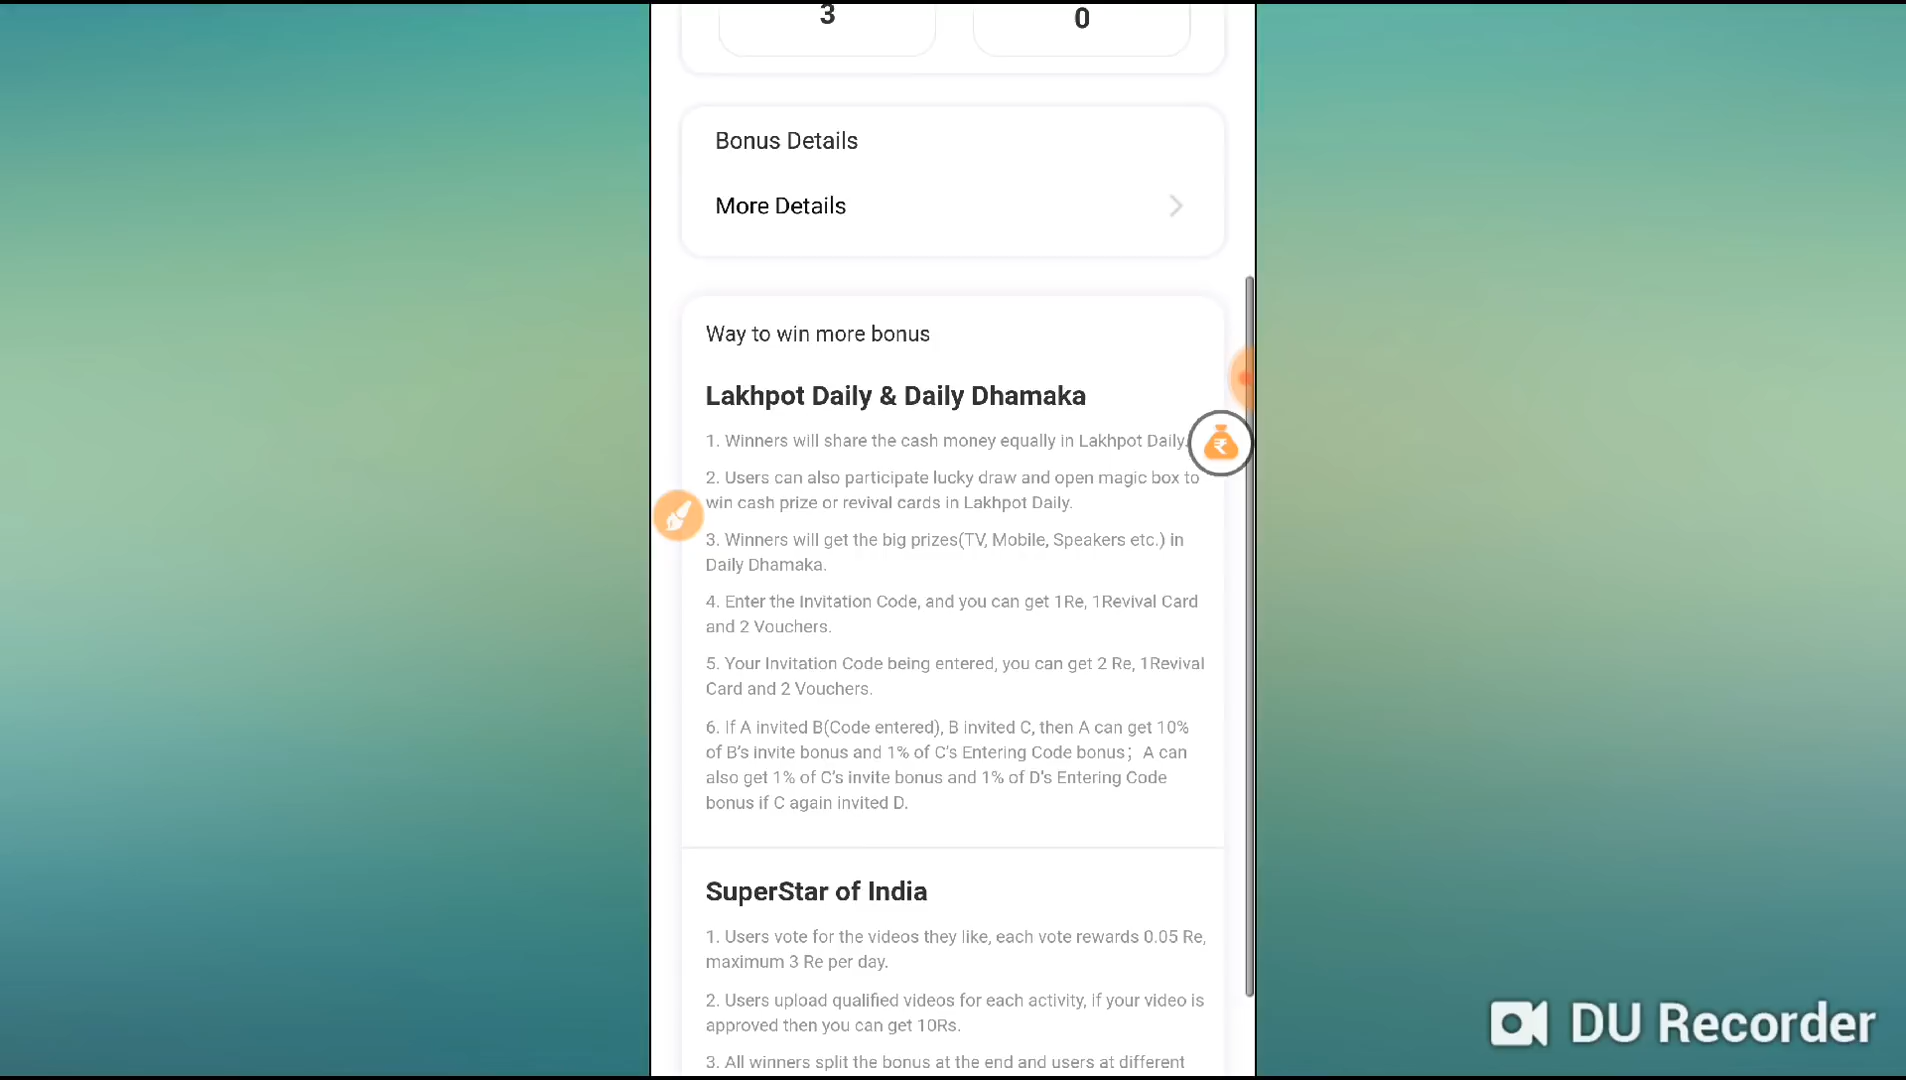 3
0
Bonus Details
More Details
Way to win more bonus
Lakhpot Daily & Daily Dhamaka
1. Winners will share the cash money equally in Lakhpot Daily.
2. Users can also participate lucky draw and open magic box to
win cash prize or revival cards in Lakhpot Daily.
3. Winners will get the big prizes(TV, Mobile, Speakers etc.) in
Daily Dhamaka.
4. Enter the Invitation Code, and you can get 1Re, 1Revival Card
and 2 Vouchers.
5. Your Invitation Code being entered, you can get 2 Re, 1Revival
Card and 2 Vouchers.
6. If A invited B(Code entered), B invited C, then A can get 10%
of B's invite bonus and 1% of C's Entering Code bonus；A can
also get 1% of C's invite bonus and 1% of D's Entering Code
bonus if C again invited D.
SuperStar of India
1. Users vote for the videos they like, each vote rewards 0.05 Re,
maximum 3 Re per day.
2. Users upload qualified videos for each activity, if your video is
approved then you can get 10Rs.
3. All winners split the bonus at the end and users at different
₹
DU Recorder